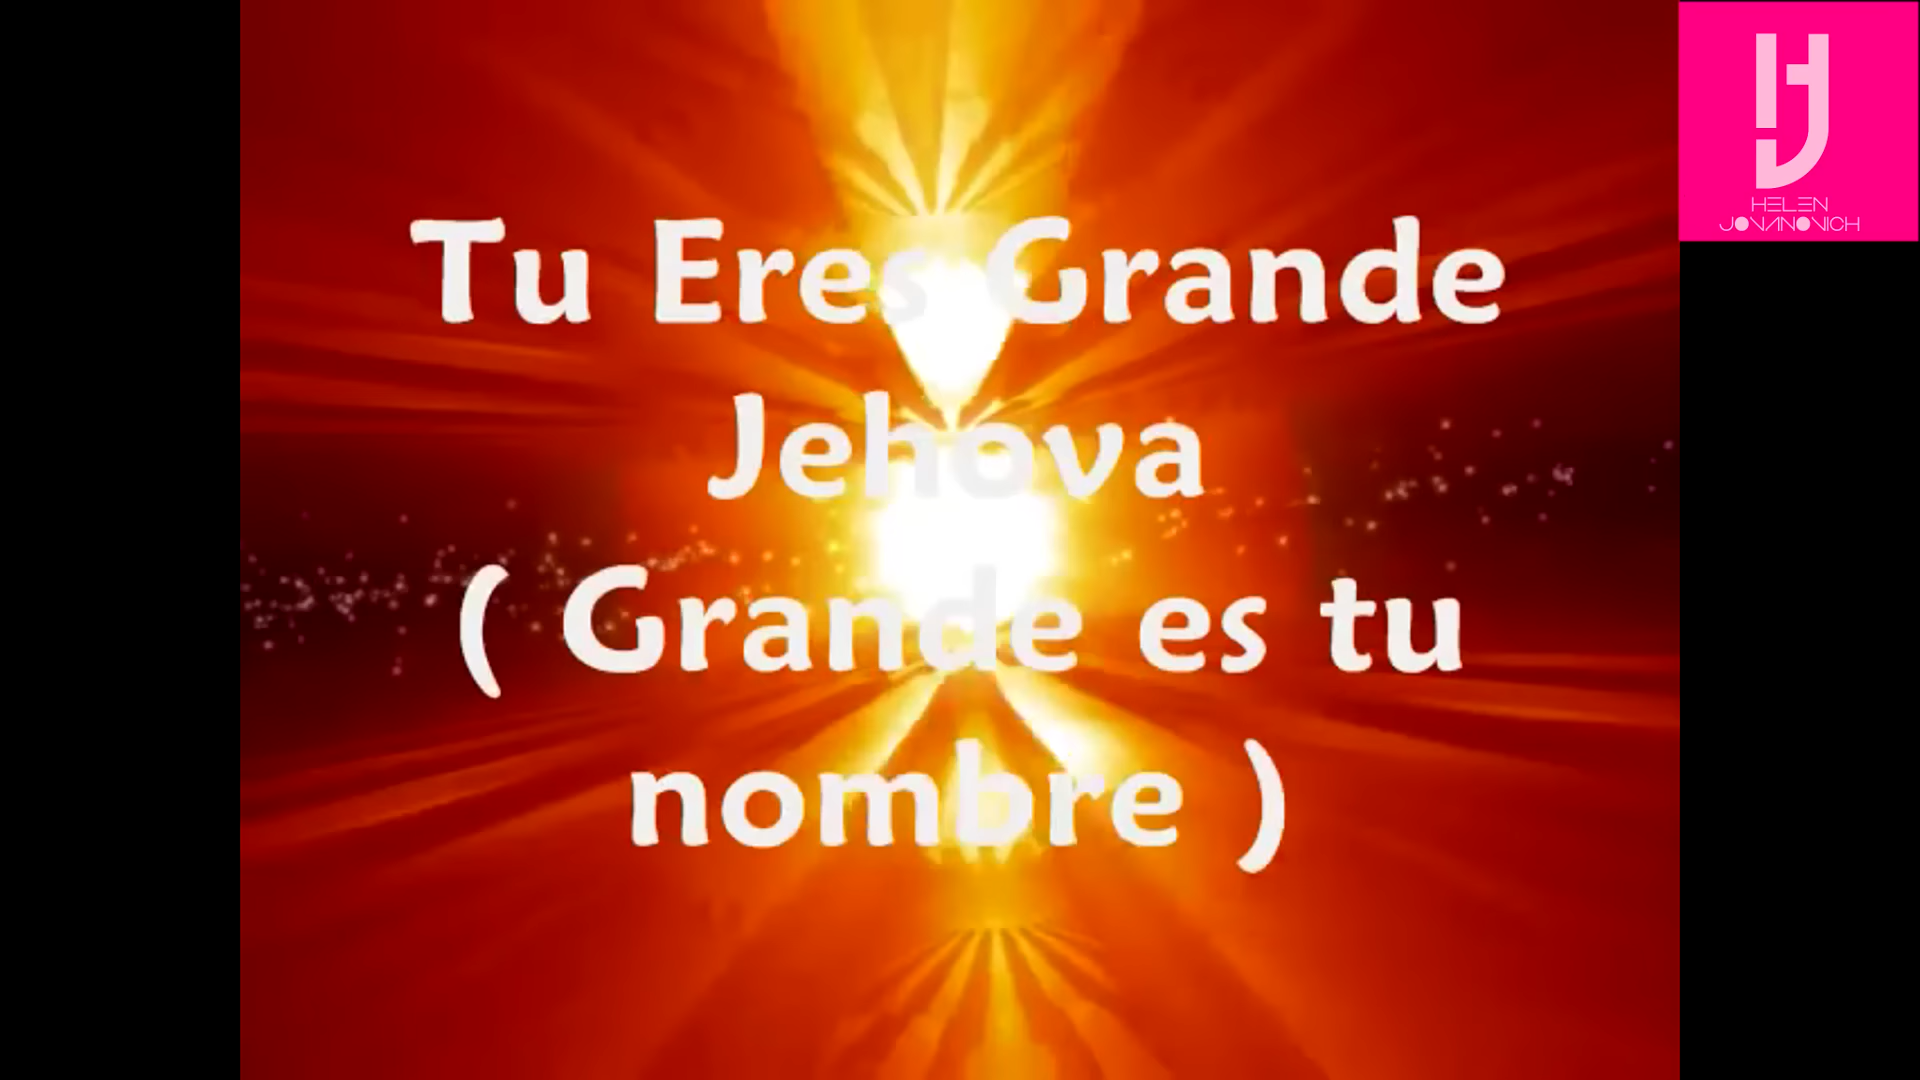 HELEN
JOVANOVICH
Tu Eres Grande
Jehova
( Grande es tu
nombre )